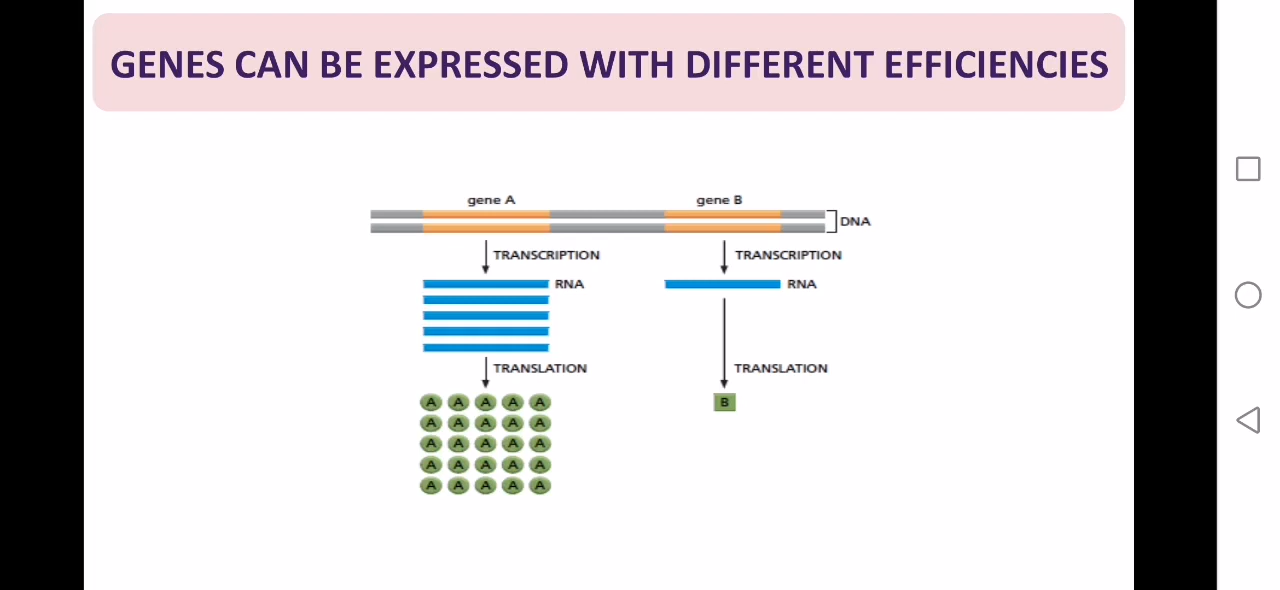 GENES CAN BE EXPRESSED WITH DIFFERENT EFFICIENCIES
gene A gene B
DNA
TRANSCRIPTION TRANSCRIPTION
RNA RNA
TRANSLATION TRANSLATION
A A A A A B
A A A A A
A A A A A
A A A A A
A A A A A